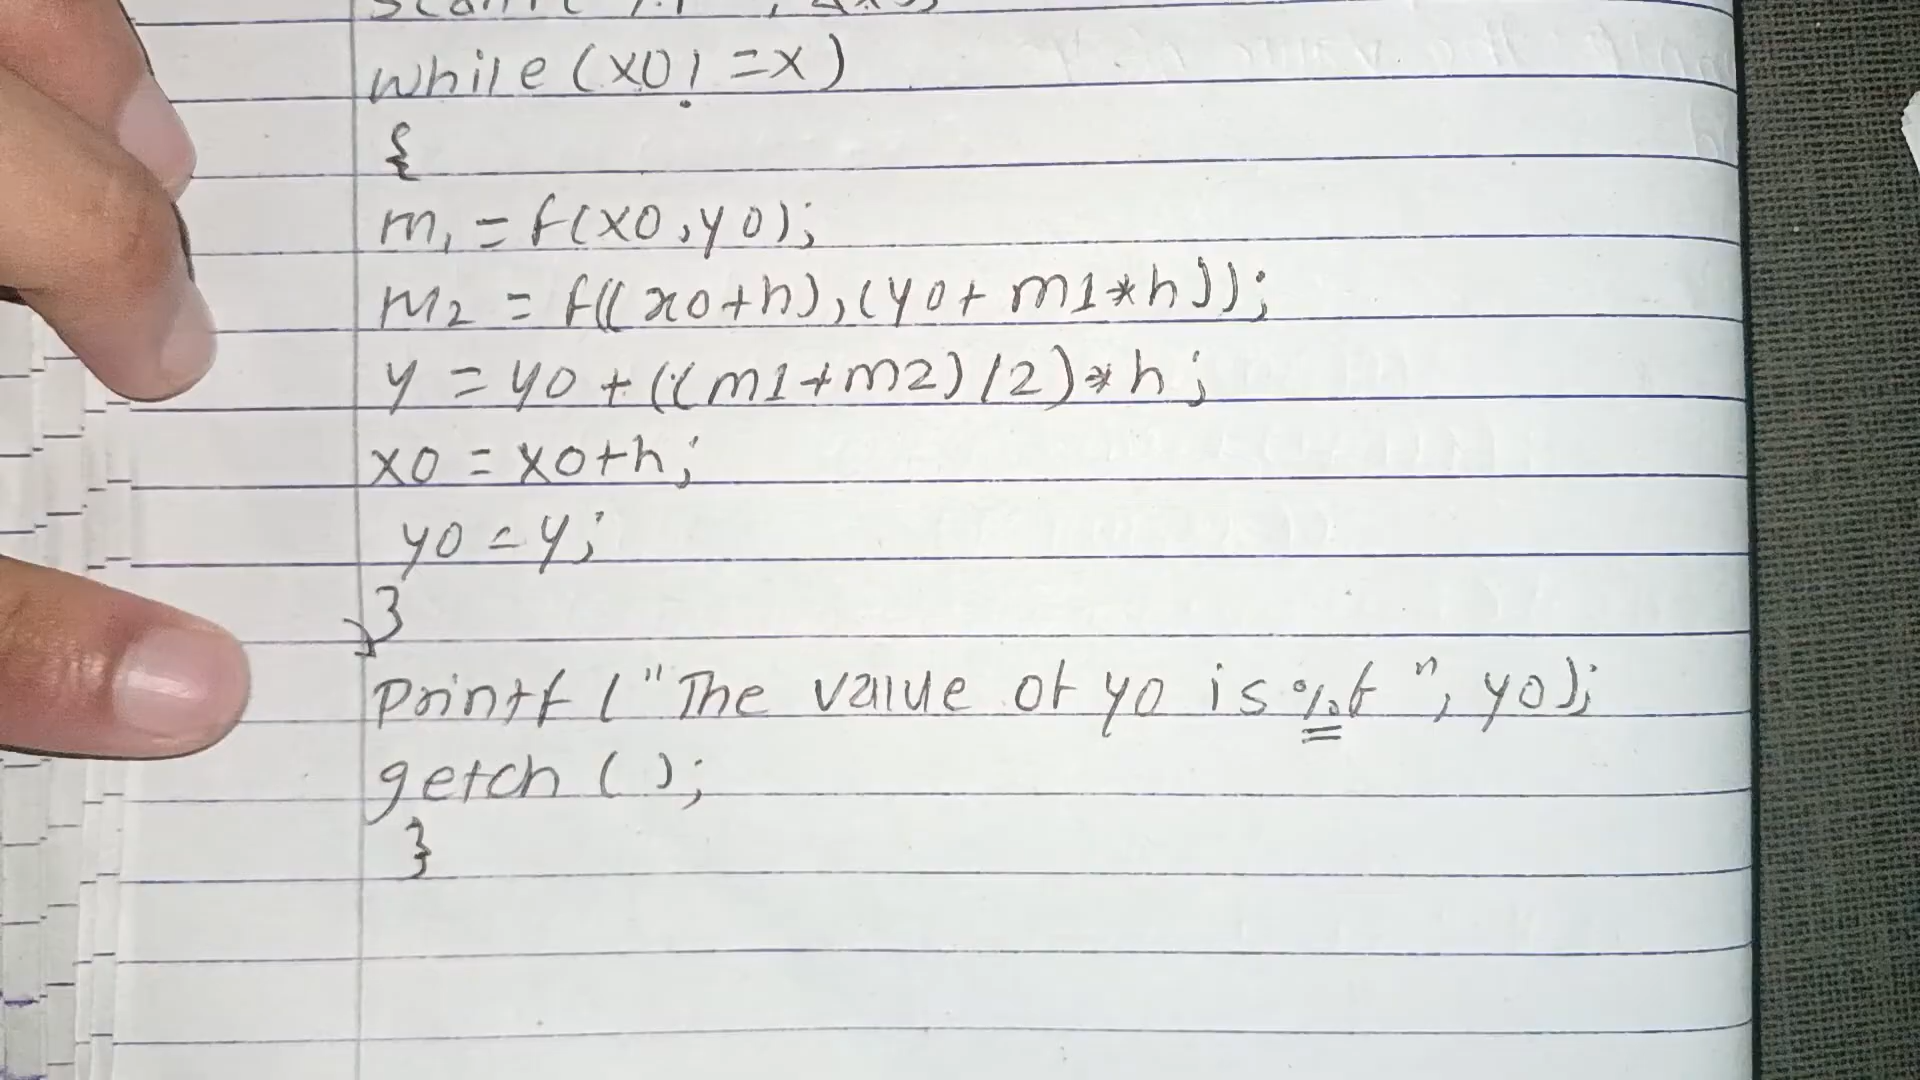 while (x0! =x)
{
m1 = f(x0,y0);
m2 = f((x0+h),(y0+ m1*h));
y = y0 + ((m1+m2)/2)*h;
x0 = x0+h;
y0 = y;
}
printf ("The value of y0 is %f ", y0);
getch ( );
}